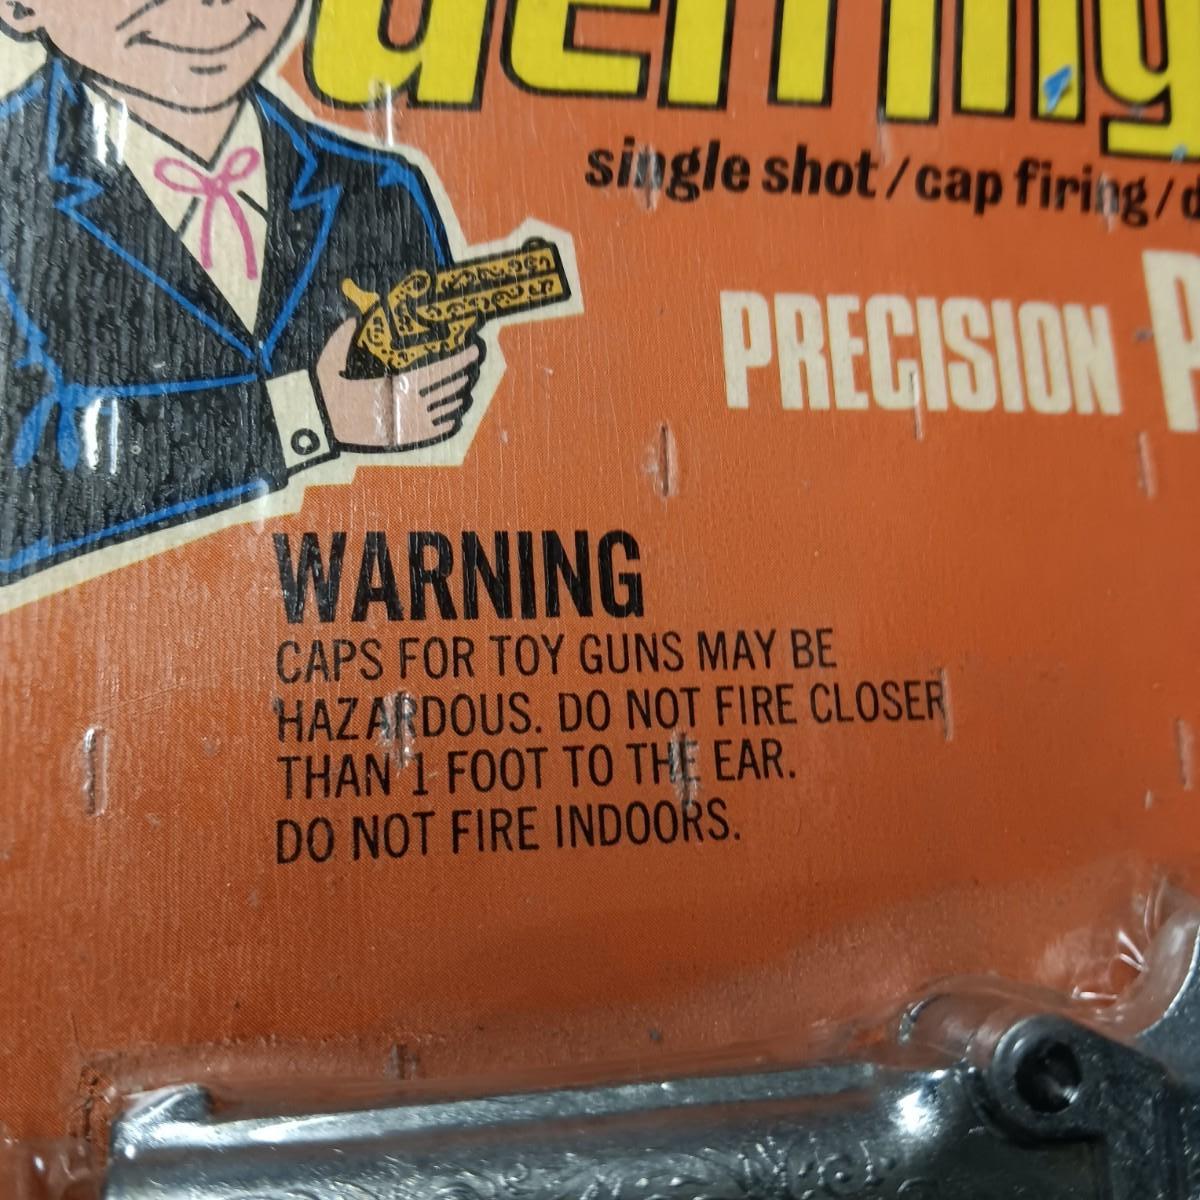 single shot / cap firing /
PRECISION
WARNING
CAPS FOR TOY GUNS MAY BE
HAZARDOUS. DO NOT FIRE CLOSER
THAN 1 FOOT TO THE EAR.
DO NOT FIRE INDOORS.